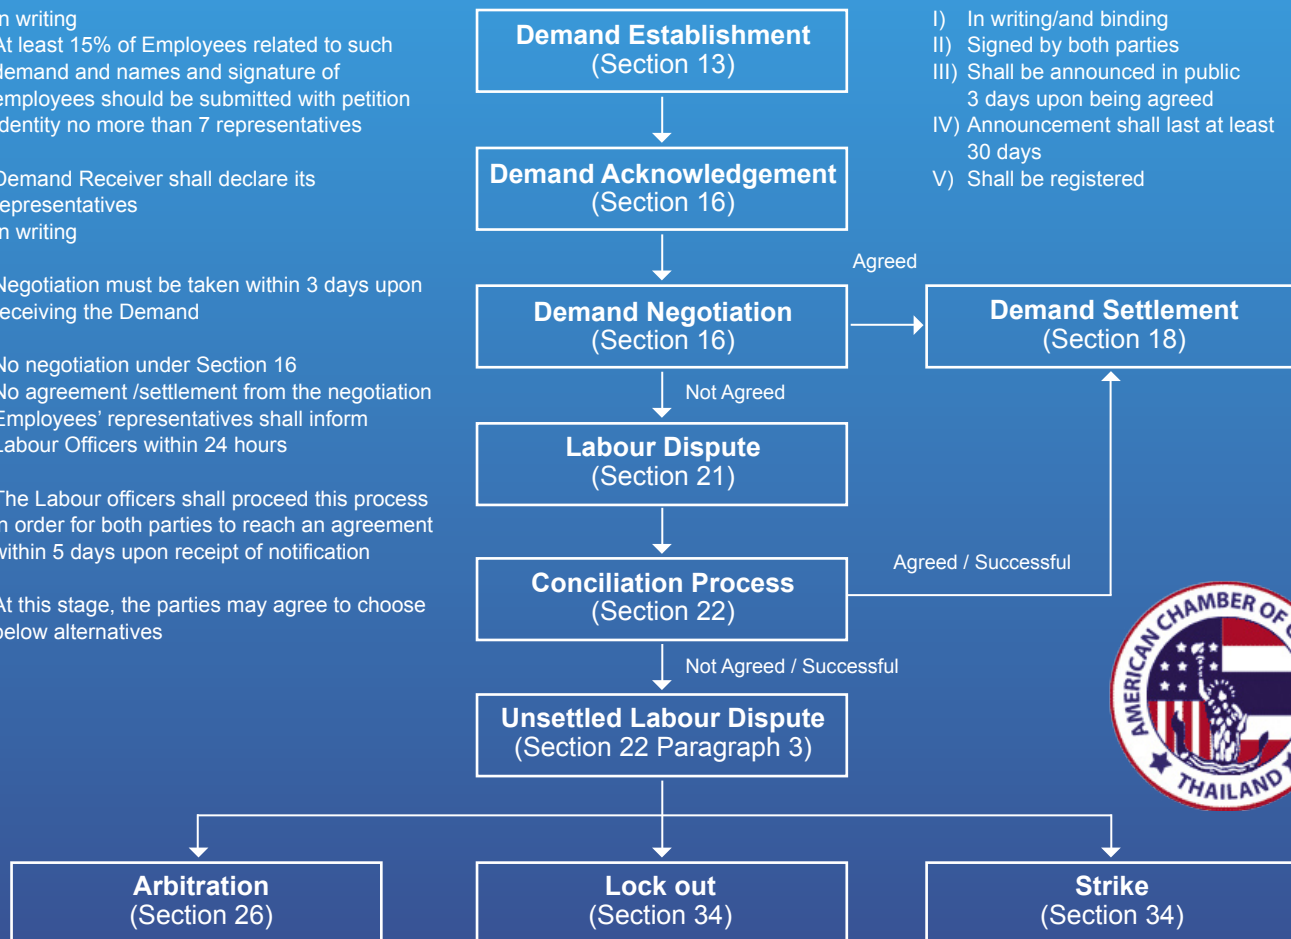 in writing
At least 15% of Employees related to such
demand and names and signature of
employees should be submitted with petition
identity no more than 7 representatives
Demand Receiver shall declare its
representatives
in writing
Negotiation must be taken within 3 days upon
receiving the Demand
No negotiation under Section 16
No agreement /settlement from the negotiation
Employees’ representatives shall inform
Labour Officers within 24 hours
The Labour officers shall proceed this process
in order for both parties to reach an agreement
within 5 days upon receipt of notification
At this stage, the parties may agree to choose
below alternatives
Demand Establishment
(Section 13)
Demand Acknowledgement
(Section 16)
Demand Negotiation
(Section 16)
Not Agreed
Labour Dispute
(Section 21)
Conciliation Process
(Section 22)
Not Agreed / Successful
Unsettled Labour Dispute
(Section 22 Paragraph 3)
I) In writing/and binding
II) Signed by both parties
III) Shall be announced in public
3 days upon being agreed
IV) Announcement shall last at least
30 days
V) Shall be registered
Agreed
Demand Settlement
(Section 18)
Agreed / Successful
AMERICAN CHAMBER OF
THAILAND
Arbitration
(Section 26)
Lock out
(Section 34)
Strike
(Section 34)